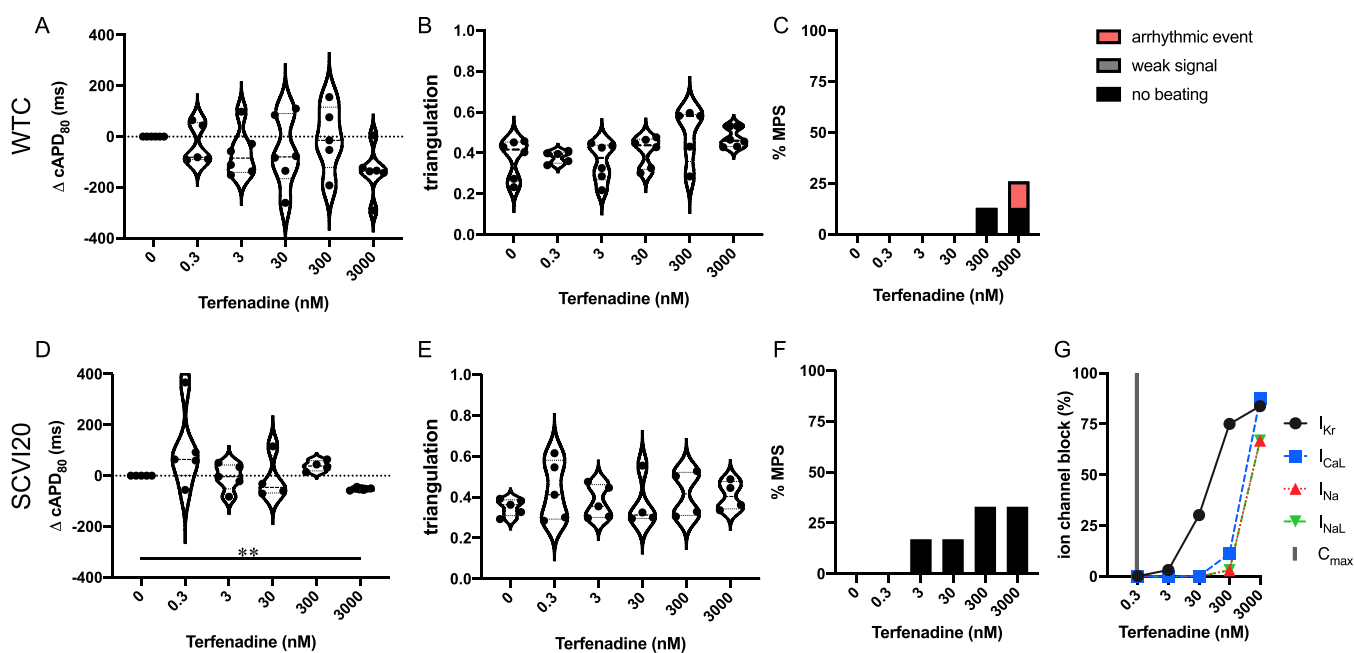 A
WTC
Δ cAPD80 (ms)
400
200
0
-200
-400
0
0.3
3
30
300
3000
Terfenadine (nM)
B
triangulation
1.0
0.8
0.6
0.4
0.2
0.0
0
0.3
3
30
300
3000
Terfenadine (nM)
C
% MPS
100
75
50
25
0
0
0.3
3
30
300
3000
Terfenadine (nM)
arrhythmic event
weak signal
no beating
D
SCVI20
Δ cAPD80 (ms)
400
200
0
-200
-400
**
0
0.3
3
30
300
3000
Terfenadine (nM)
E
triangulation
1.0
0.8
0.6
0.4
0.2
0.0
0
0.3
3
30
300
3000
Terfenadine (nM)
F
% MPS
100
75
50
25
0
0
0.3
3
30
300
3000
Terfenadine (nM)
G
ion channel block (%)
100
75
50
25
0
0.3
3
30
300
3000
Terfenadine (nM)
IKr
ICaL
INa
INaL
Cmax